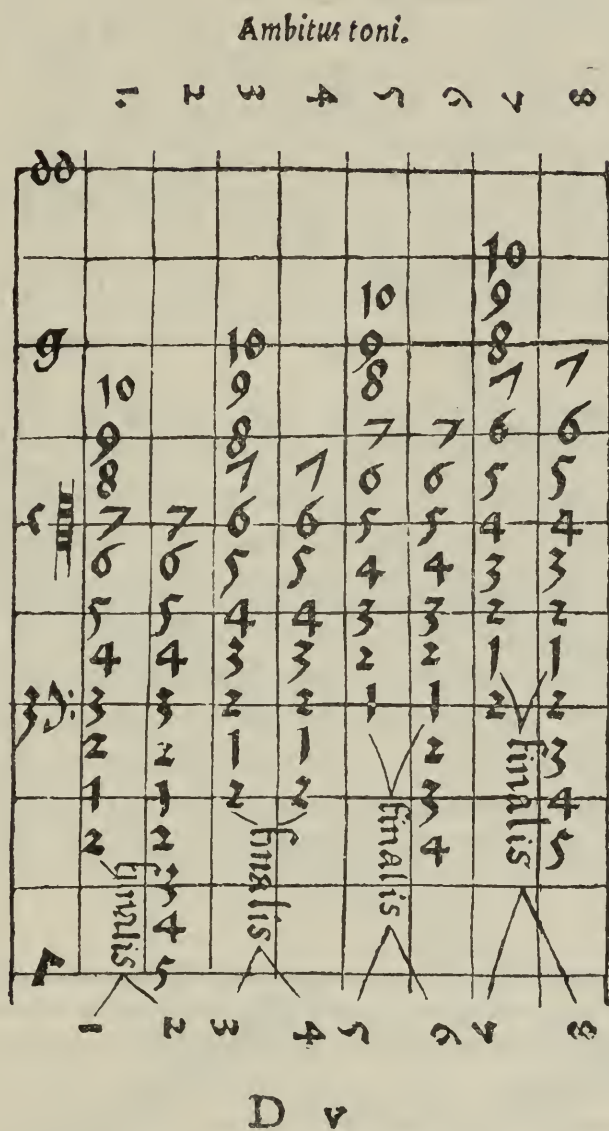 Ambitus toni.
1. 2 3 4 5 6 7 8
dd
10
10 9
g 10 9 8
10 9 8 7 7
9 8 7 7 6 6
8 7 7 6 6 5 5
7 7 6 6 5 5 4 4
6 6 5 5 4 4 3 3
5 5 4 4 3 3 2 2
4 4 3 3 2 2 1 1
3 3 2 2 1 1 2 2
2 2 1 1 2 finalis 3
1 1 2 2 finalis 3 4
2 2 finalis 4 5
finalis 3
4
Γ 5
1 2 3 4 5 6 7 8
D v